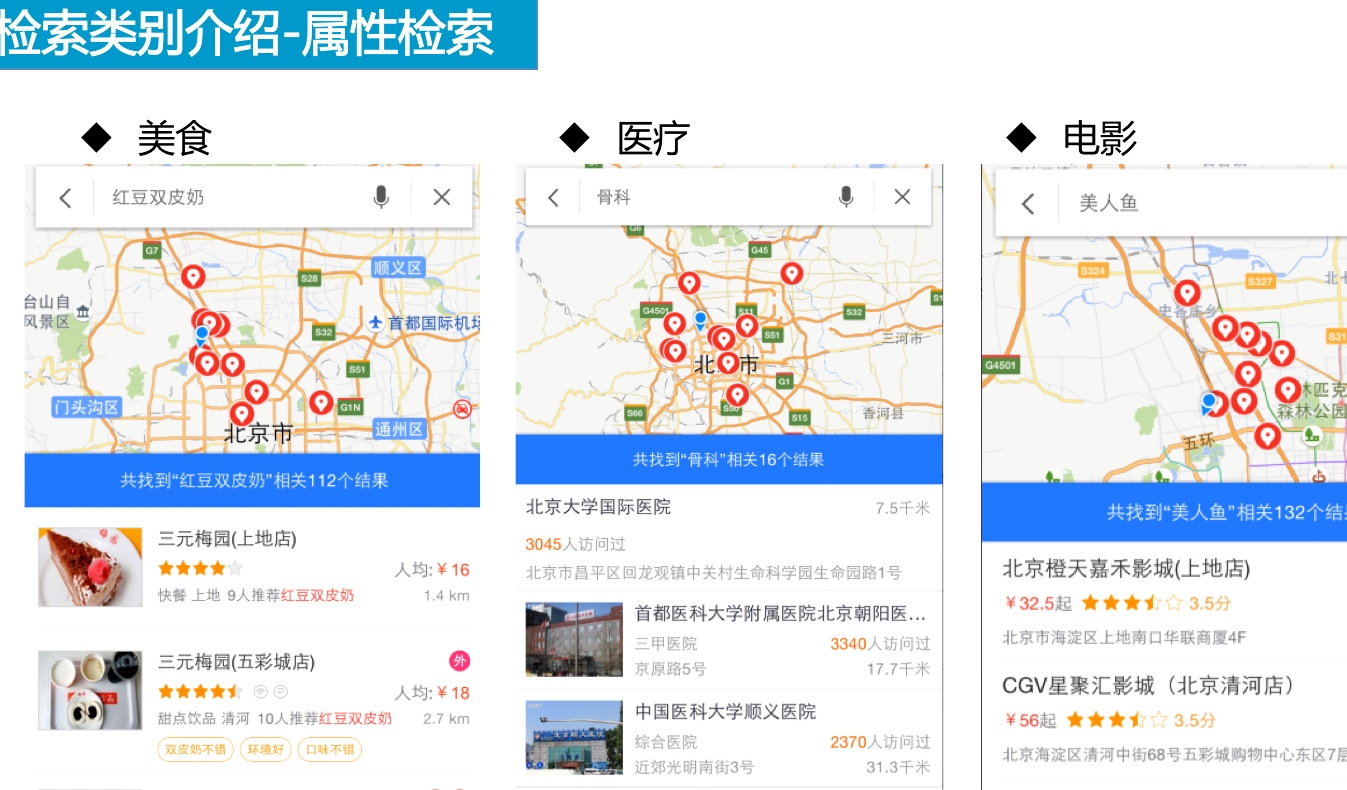 检索类别介绍-属性检索
◆ 美食
红豆双皮奶
G7
顺义区
S28
台山自
风景区
首都国际机场
S32
S51
门头沟区
G1N
北京市
通州区
共找到“红豆双皮奶”相关112个结果
三元梅园(上地店)
人均:￥16
快餐 上地 9人推荐红豆双皮奶
1.4 km
三元梅园(五彩城店)
外
人均:￥18
甜点饮品 清河 10人推荐红豆双皮奶
2.7 km
双皮奶不错 环境好 口味不错
◆ 医疗
骨科
G6
G45
G4501
S11
S32
S51
三河市
北京市
G1
S66
S50
S15
香河县
共找到“骨科”相关16个结果
北京大学国际医院
7.5千米
3045人访问过
北京市昌平区回龙观镇中关村生命科学园生命园路1号
首都医科大学附属医院北京朝阳医...
三甲医院
3340人访问过
京原路5号
17.7千米
中国医科大学顺义医院
综合医院
2370人访问过
近郊光明南街3号
31.3千米
◆ 电影
美人鱼
S324
S327
北七
史各庄乡
S21
G4501
林匹克
森林公园
五环
共找到“美人鱼”相关132个结
北京橙天嘉禾影城(上地店)
￥32.5起 3.5分
北京市海淀区上地南口华联商厦4F
CGV星聚汇影城（北京清河店）
￥56起 3.5分
北京海淀区清河中街68号五彩城购物中心东区7层